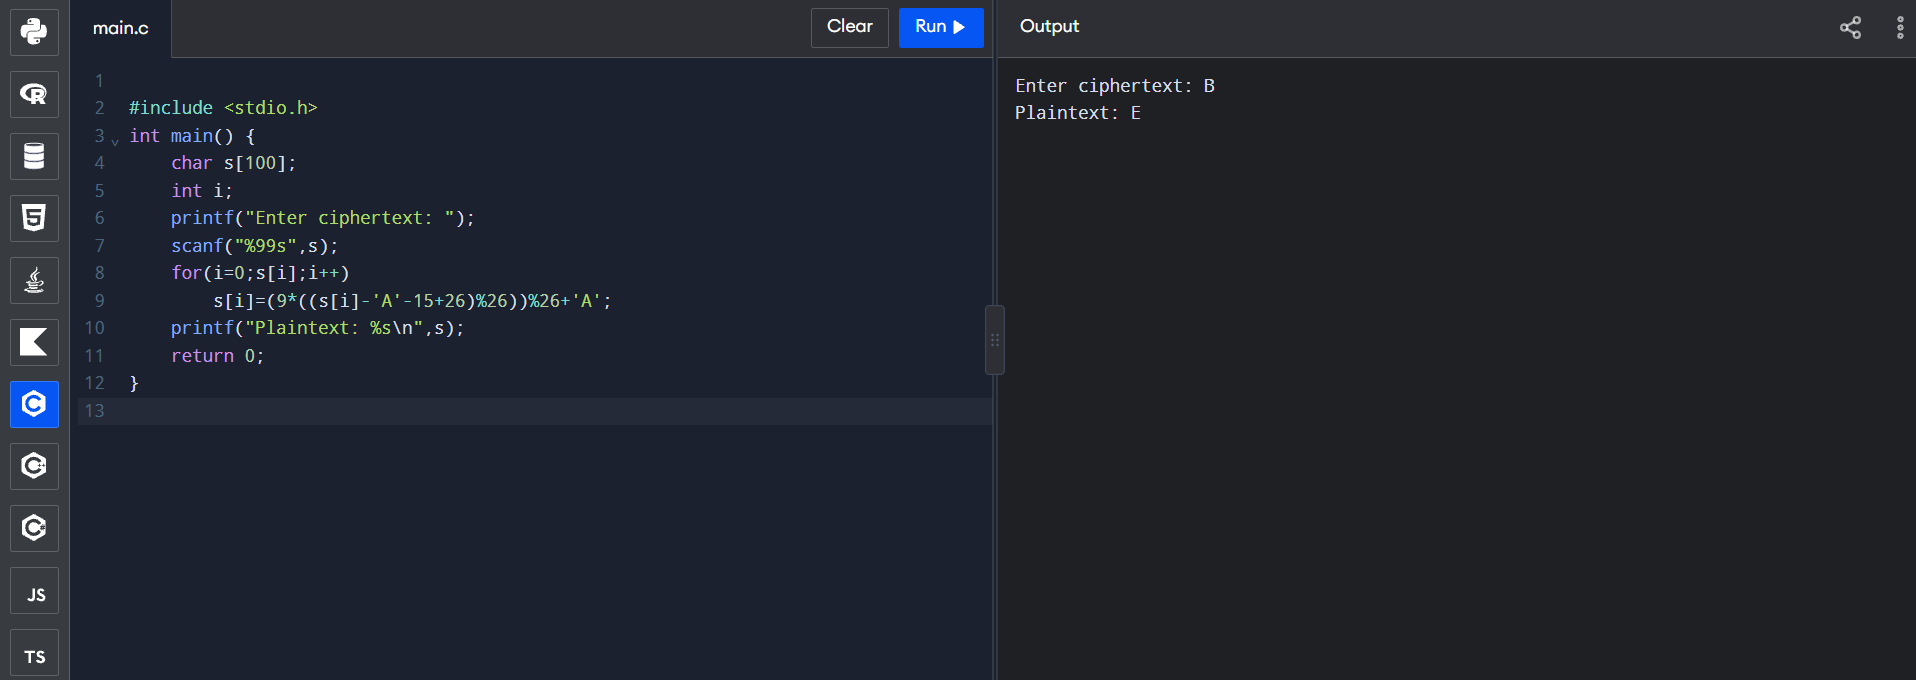 main.c
Clear
Run
Output
1
2 #include <stdio.h>
3 int main() {
4     char s[100];
5     int i;
6     printf("Enter ciphertext: ");
7     scanf("%99s",s);
8     for(i=0;s[i];i++)
9         s[i]=(9*((s[i]-'A'-15+26)%26))%26+'A';
10     printf("Plaintext: %s\n",s);
11     return 0;
12 }
13
Enter ciphertext: B
Plaintext: E
R
5
C
C++
C#
JS
TS